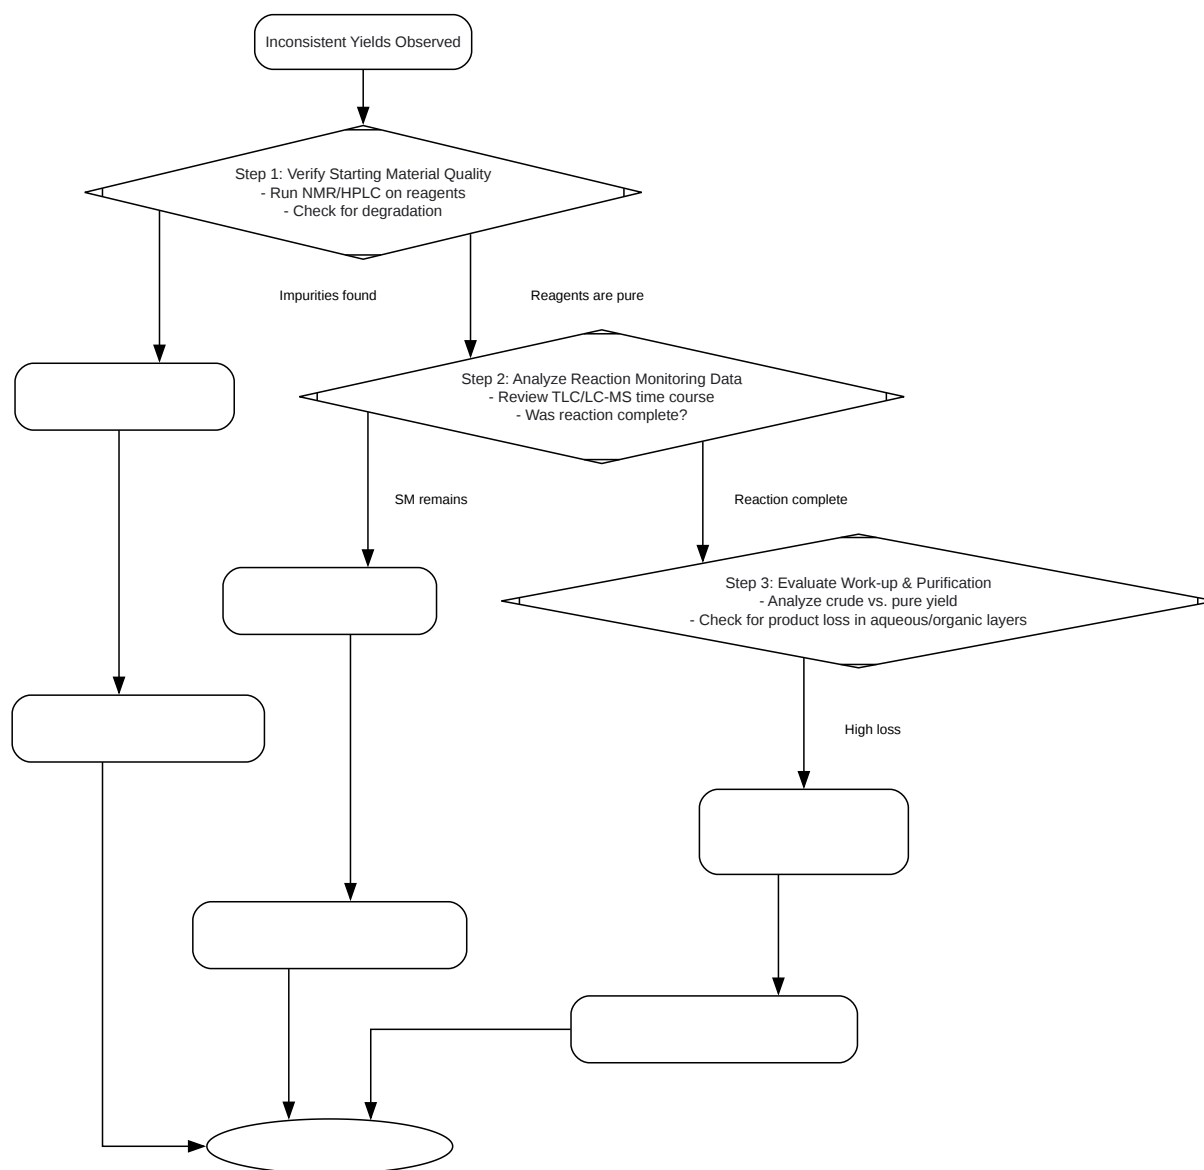 Inconsistent Yields Observed
Step 1: Verify Starting Material Quality
- Run NMR/HPLC on reagents
- Check for degradation
Impurities found
Reagents are pure
Step 2: Analyze Reaction Monitoring Data
- Review TLC/LC-MS time course
- Was reaction complete?
SM remains
Reaction complete
Step 3: Evaluate Work-up & Purification
- Analyze crude vs. pure yield
- Check for product loss in aqueous/organic layers
High loss